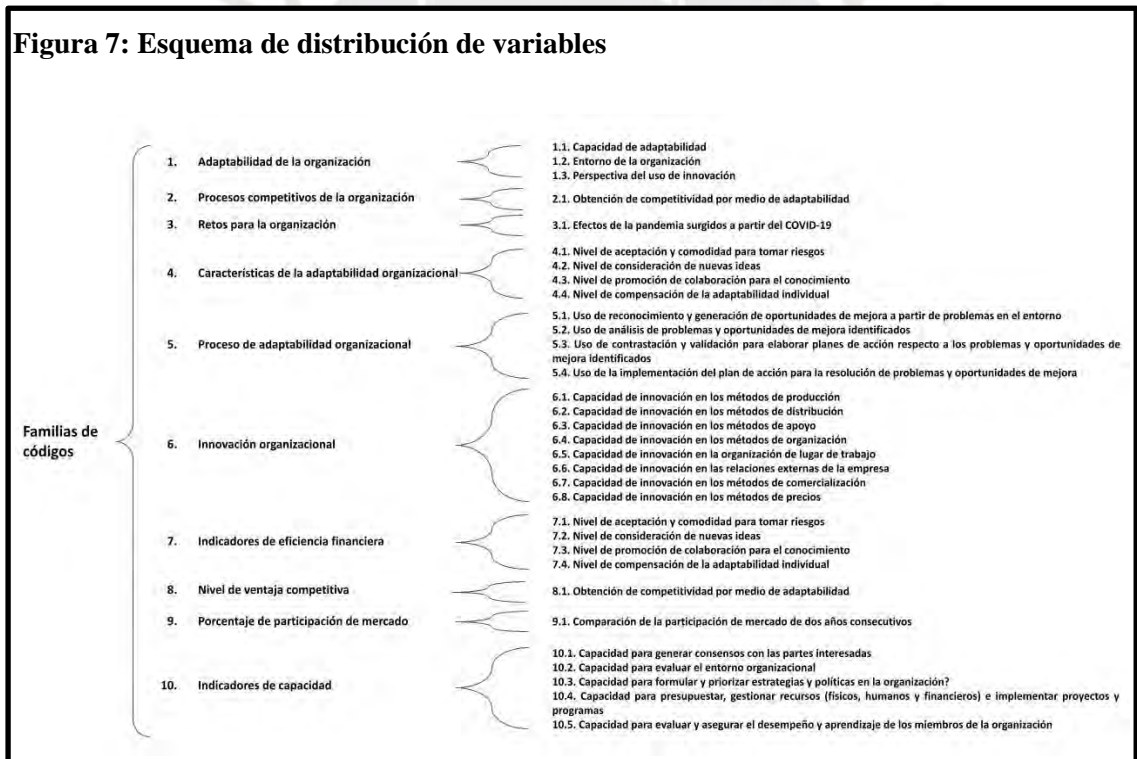 Figura 7: Esquema de distribución de variables
Familias de
códigos
1. Adaptabilidad de la organización
1.1. Capacidad de adaptabilidad
1.2. Entorno de la organización
1.3. Perspectiva del uso de innovación
2. Procesos competitivos de la organización
2.1. Obtención de competitividad por medio de adaptabilidad
3. Retos para la organización
3.1. Efectos de la pandemia surgidos a partir del COVID-19
4. Características de la adaptabilidad organizacional
4.1. Nivel de aceptación y comodidad para tomar riesgos
4.2. Nivel de consideración de nuevas ideas
4.3. Nivel de promoción de colaboración para el conocimiento
4.4. Nivel de compensación de la adaptabilidad individual
5. Proceso de adaptabilidad organizacional
5.1. Uso de reconocimiento y generación de oportunidades de mejora a partir de problemas en el entorno
5.2. Uso de análisis de problemas y oportunidades de mejora identificados
5.3. Uso de contrastación y validación para elaborar planes de acción respecto a los problemas y oportunidades de
mejora identificados
5.4. Uso de la implementación del plan de acción para la resolución de problemas y oportunidades de mejora
6. Innovación organizacional
6.1. Capacidad de innovación en los métodos de producción
6.2. Capacidad de innovación en los métodos de distribución
6.3. Capacidad de innovación en los métodos de apoyo
6.4. Capacidad de innovación en los métodos de organización
6.5. Capacidad de innovación en la organización de lugar de trabajo
6.6. Capacidad de innovación en las relaciones externas de la empresa
6.7. Capacidad de innovación en los métodos de comercialización
6.8. Capacidad de innovación en los métodos de precios
7. Indicadores de eficiencia financiera
7.1. Nivel de aceptación y comodidad para tomar riesgos
7.2. Nivel de consideración de nuevas ideas
7.3. Nivel de promoción de colaboración para el conocimiento
7.4. Nivel de compensación de la adaptabilidad individual
8. Nivel de ventaja competitiva
8.1. Obtención de competitividad por medio de adaptabilidad
9. Porcentaje de participación de mercado
9.1. Comparación de la participación de mercado de dos años consecutivos
10. Indicadores de capacidad
10.1. Capacidad para generar consensos con las partes interesadas
10.2. Capacidad para evaluar el entorno organizacional
10.3. Capacidad para formular y priorizar estrategias y políticas en la organización?
10.4. Capacidad para presupuestar, gestionar recursos (físicos, humanos y financieros) e implementar proyectos y
programas
10.5. Capacidad para evaluar y asegurar el desempeño y aprendizaje de los miembros de la organización